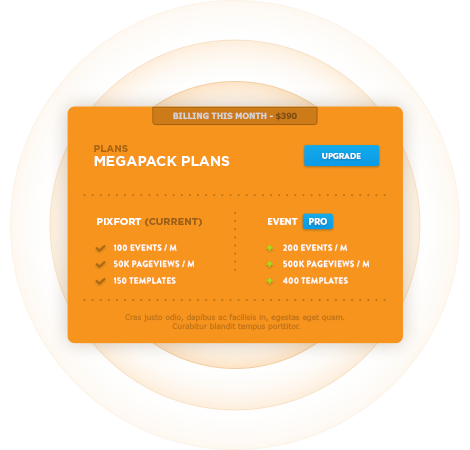 BILLING THIS MONTH - $390
PLANS
MEGAPACK PLANS
UPGRADE
PIXFORT (CURRENT)
100 EVENTS / M
50K PAGEVIEWS / M
150 TEMPLATES
EVENT PRO
200 EVENTS / M
500K PAGEVIEWS / M
400 TEMPLATES
Cras justo odio, dapibus ac facilisis in, egestas eget quam.
Curabitur blandit tempus porttitor.